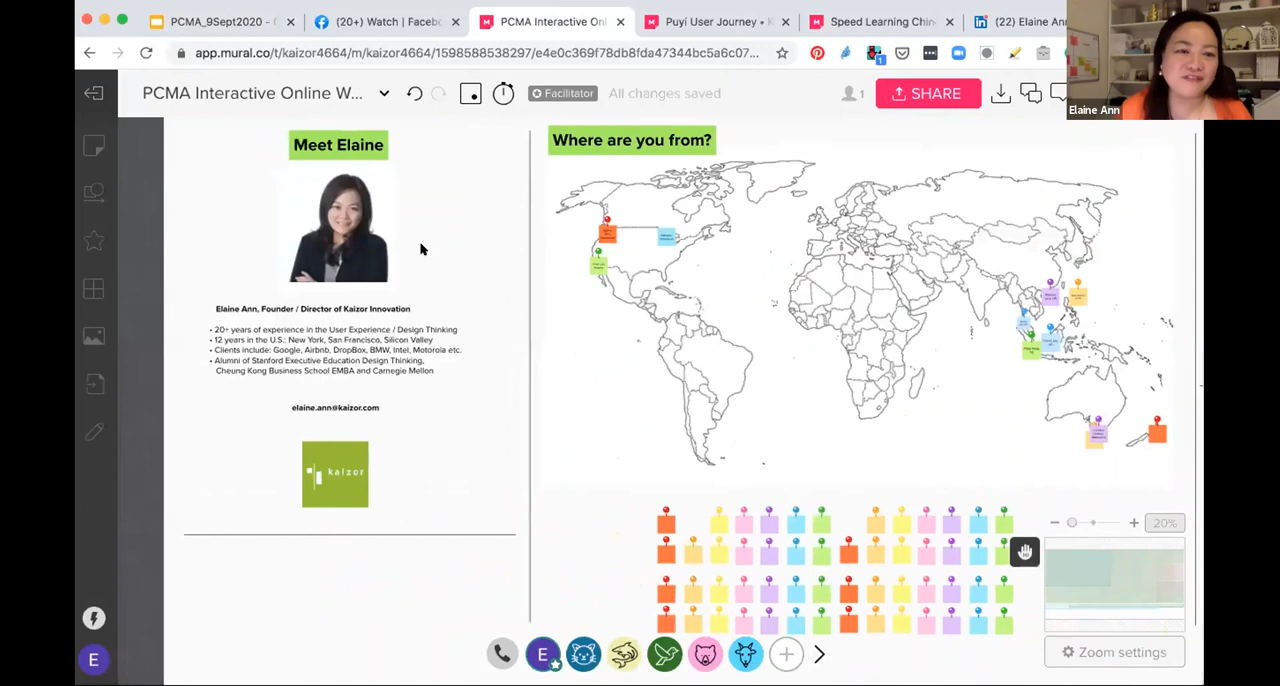 PCMA_9Sept2020 - G
(20+) Watch | Facebo
PCMA Interactive Onl
Puyi User Journey • K
Speed Learning Chin
(22) Elaine Ann
app.mural.co/t/kaizor4664/m/kaizor4664/1598585538297/e4e0c369f78db8fda47344bc5a6c07...
1
PCMA Interactive Online W...
Facilitator
All changes saved
1
SHARE
Elaine Ann
Meet Elaine
Elaine Ann, Founder / Director of Kaizor Innovation
• 20+ years of experience in the User Experience / Design Thinking
• 12 years in the U.S.: New York, San Francisco, Silicon Valley
• Clients include: Google, Airbnb, DropBox, BMW, Intel, Motorola etc.
• Alumni of Stanford Executive Education Design Thinking,
Cheung Kong Business School EMBA and Carnegie Mellon
elaine.ann@kaizor.com
kaizor
Where are you from?
20%
Zoom settings
E
E